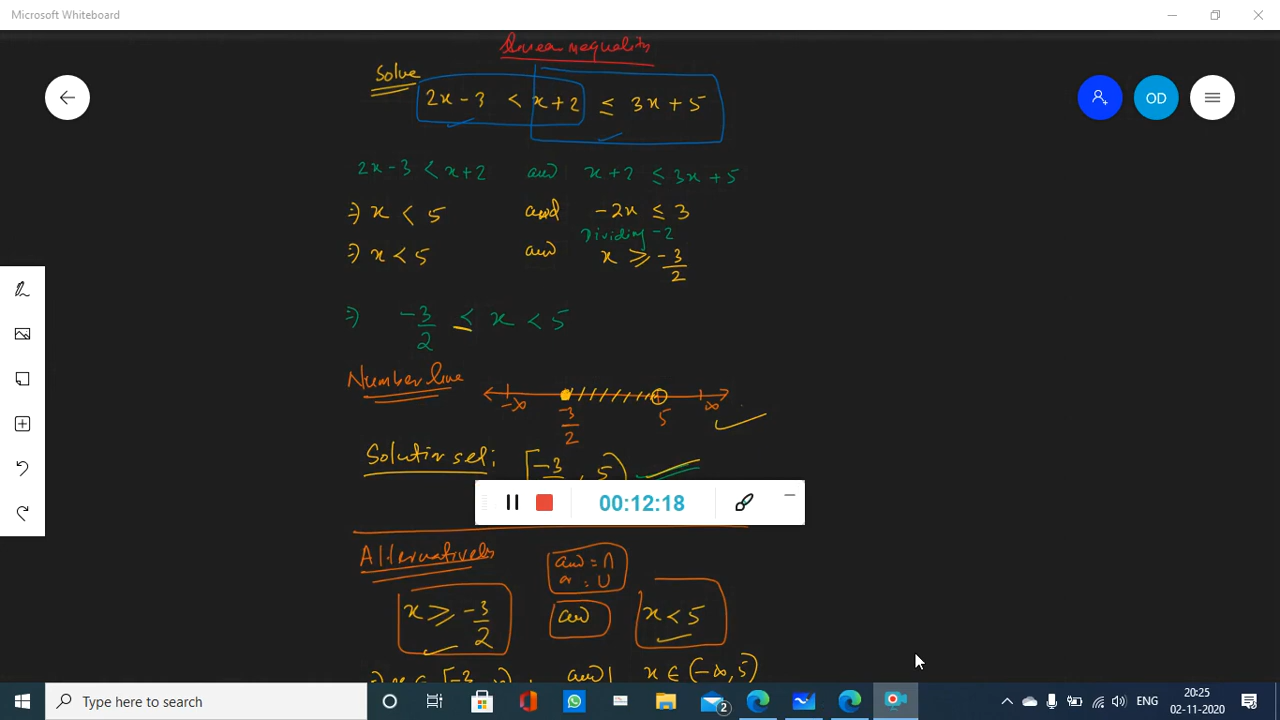 Microsoft Whiteboard
Linear inequality
Solve
2x - 3 < x + 2 ≤ 3x + 5
OD
2x - 3 < x + 2 and x + 2 ≤ 3x + 5
⇒ x < 5 and -2x ≤ 3
Dividing -2
⇒ x < 5 and x ≥ -3/2
⇒ -3/2 ≤ x < 5
Number line
-∞ -3/2 5 ∞
Solution set: [-3/2, 5)
00:12:18
Alternatively
and = ∩
or = ∪
x ≥ -3/2 and x < 5
and x ∈ (-∞, 5)
Type here to search
2
ENG
20:25
02-11-2020